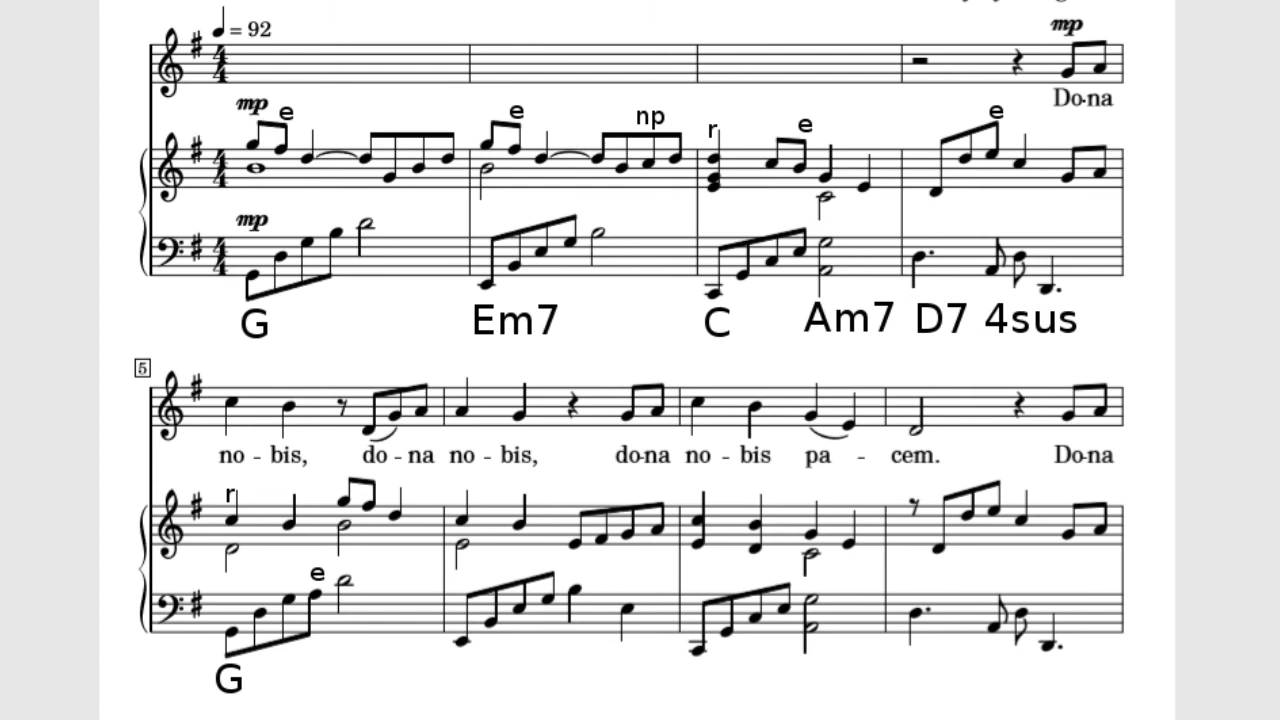 = 92
mp
Do-na
mp e e np r e e
mp
G Em7 C Am7 D7 4sus
5
no - bis, do - na no - bis, do-na no - bis pa - cem. Do-na
r
e
G